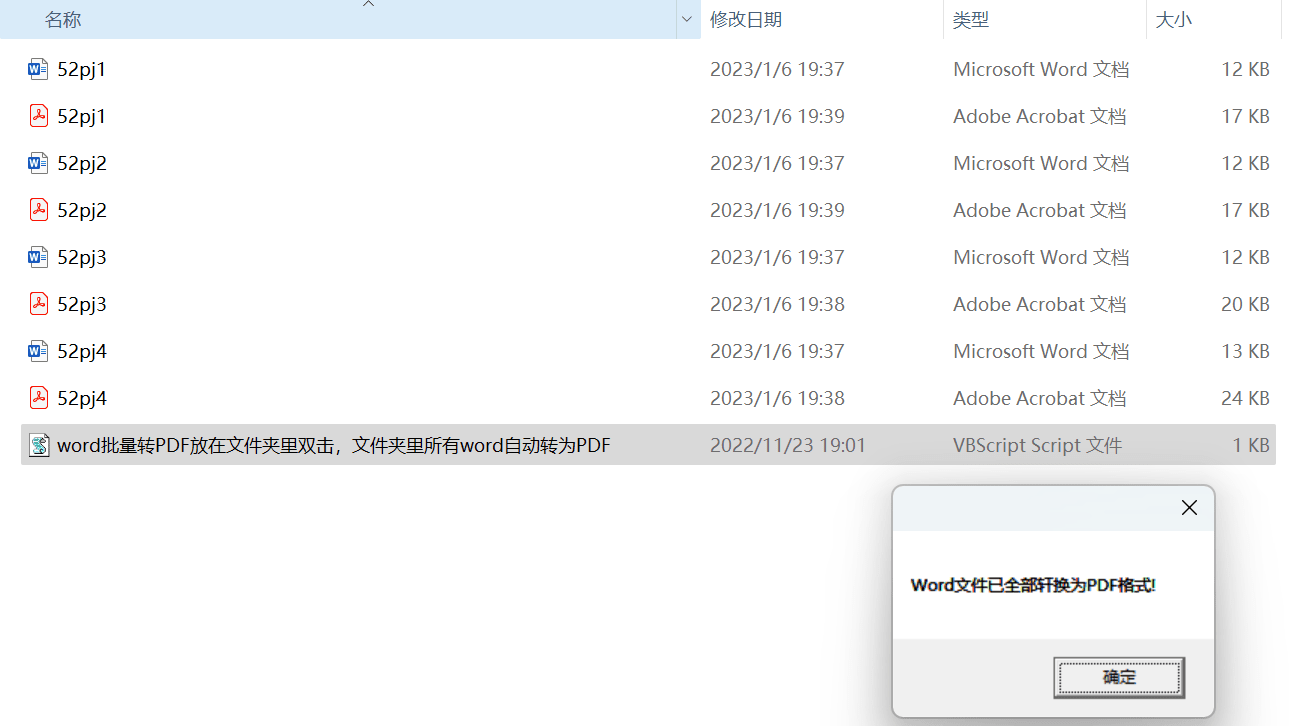 名称 修改日期 类型 大小
52pj1 2023/1/6 19:37 Microsoft Word 文档 12 KB
52pj1 2023/1/6 19:39 Adobe Acrobat 文档 17 KB
52pj2 2023/1/6 19:37 Microsoft Word 文档 12 KB
52pj2 2023/1/6 19:39 Adobe Acrobat 文档 17 KB
52pj3 2023/1/6 19:37 Microsoft Word 文档 12 KB
52pj3 2023/1/6 19:38 Adobe Acrobat 文档 20 KB
52pj4 2023/1/6 19:37 Microsoft Word 文档 13 KB
52pj4 2023/1/6 19:38 Adobe Acrobat 文档 24 KB
word批量转PDF放在文件夹里双击，文件夹里所有word自动转为PDF 2022/11/23 19:01 VBScript Script 文件 1 KB
Word文件已全部轩换为PDF格式!
确定